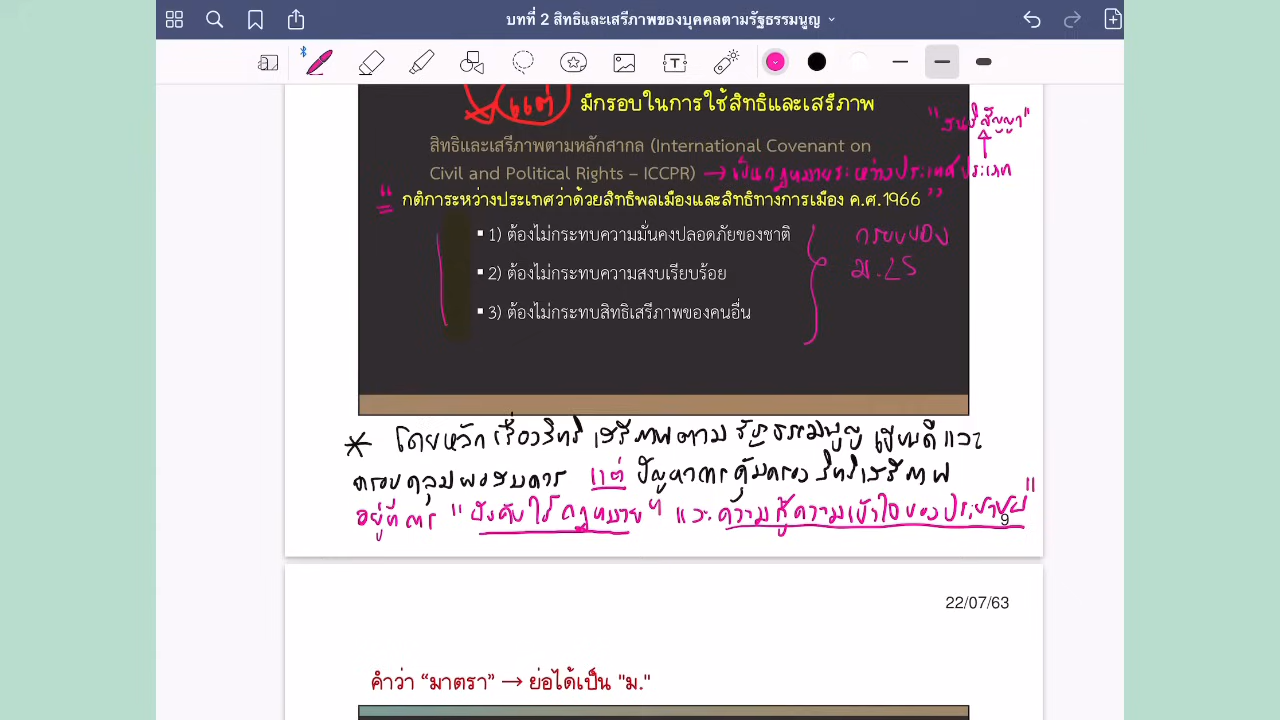 บทที่ 2 สิทธิและเสรีภาพของบุคคลตามรัฐธรรมนูญ
แต่ มีกรอบในการใช้สิทธิและเสรีภาพ
"สนธิสัญญา"
สิทธิและเสรีภาพตามหลักสากล (International Covenant on
Civil and Political Rights – ICCPR) → เป็นกฎหมายระหว่างประเทศประเภท
" กติการะหว่างประเทศว่าด้วยสิทธิพลเมืองและสิทธิทางการเมือง ค.ศ.1966 "
▪ 1) ต้องไม่กระทบความมั่นคงปลอดภัยของชาติ
▪ 2) ต้องไม่กระทบความสงบเรียบร้อย
▪ 3) ต้องไม่กระทบสิทธิเสรีภาพของคนอื่น
กรอบของ
ม.25
* โดยหลักเรื่องสิทธิเสรีภาพตามรัฐธรรมนูญ เขียนดีและ
ครอบคลุมพอสมควร แต่ ปัญหาการคุ้มครองสิทธิเสรีภาพ
อยู่ที่การ "บังคับใช้กฎหมาย" และ "ความรู้ความเข้าใจของประชาชน"
9
22/07/63
คำว่า “มาตรา” → ย่อได้เป็น "ม."